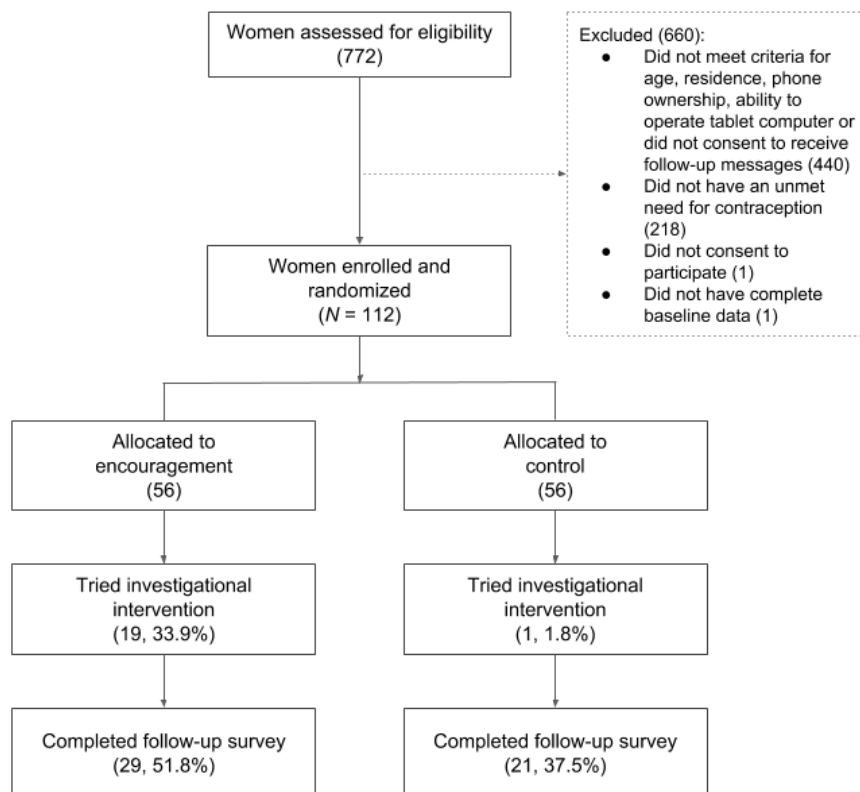 Women assessed for eligibility
(772)
Excluded (660):
● Did not meet criteria for
age, residence, phone
ownership, ability to
operate tablet computer or
did not consent to receive
follow-up messages (440)
● Did not have an unmet
need for contraception
(218)
● Did not consent to
participate (1)
● Did not have complete
baseline data (1)
Women enrolled and
randomized
(N = 112)
Allocated to
encouragement
(56)
Allocated to
control
(56)
Tried investigational
intervention
(19, 33.9%)
Tried investigational
intervention
(1, 1.8%)
Completed follow-up survey
(29, 51.8%)
Completed follow-up survey
(21, 37.5%)